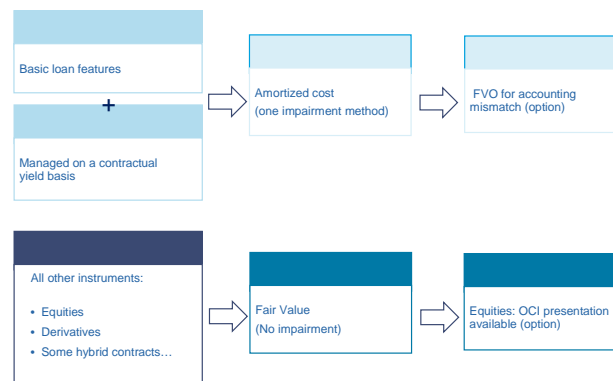 Basic loan features
+
Managed on a contractual
yield basis
Amortized cost
(one impairment method)
FVO for accounting
mismatch (option)
All other instruments:
• Equities
• Derivatives
• Some hybrid contracts…
Fair Value
(No impairment)
Equities: OCI presentation
available (option)